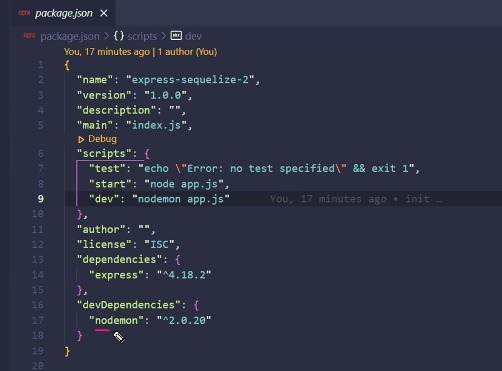 package.json ×
package.json > {} scripts > dev
You, 17 minutes ago | 1 author (You)
1 {
2 "name": "express-sequelize-2",
3 "version": "1.0.0",
4 "description": "",
5 "main": "index.js",
Debug
6 "scripts": {
7 "test": "echo \"Error: no test specified\" && exit 1",
8 "start": "node app.js",
9 "dev": "nodemon app.js" You, 17 minutes ago • init …
10 },
11 "author": "",
12 "license": "ISC",
13 "dependencies": {
14 "express": "^4.18.2"
15 },
16 "devDependencies": {
17 "nodemon": "^2.0.20"
18 }
19 }
20